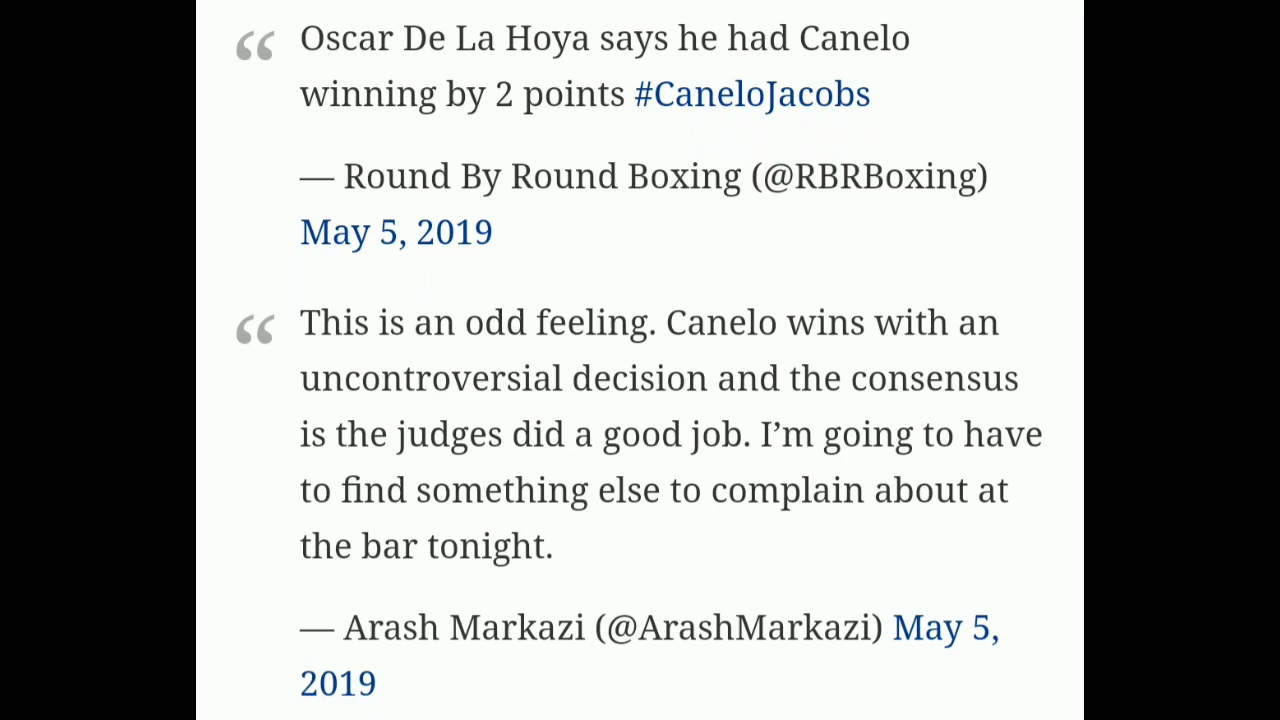 “ Oscar De La Hoya says he had Canelo
winning by 2 points #CaneloJacobs
— Round By Round Boxing (@RBRBoxing)
May 5, 2019
“ This is an odd feeling. Canelo wins with an
uncontroversial decision and the consensus
is the judges did a good job. I’m going to have
to find something else to complain about at
the bar tonight.
— Arash Markazi (@ArashMarkazi) May 5,
2019